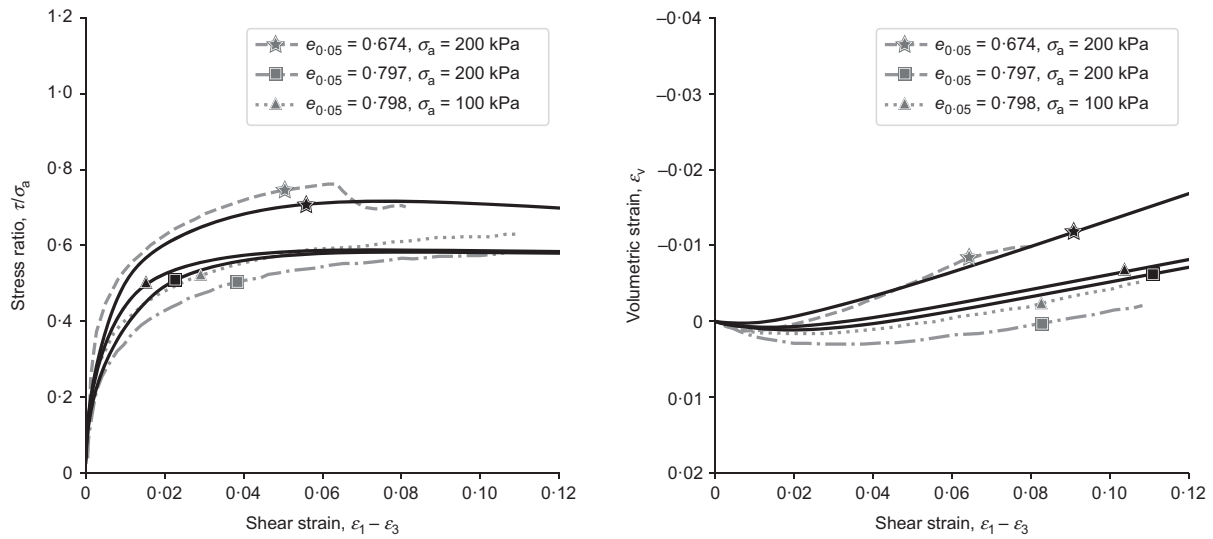 1·2
1·0
0·8
0·6
0·4
0·2
0
Stress ratio, τ/σa
e0·05 = 0·674, σa = 200 kPa
e0·05 = 0·797, σa = 200 kPa
e0·05 = 0·798, σa = 100 kPa
0 0·02 0·04 0·06 0·08 0·10 0·12
Shear strain, ε1 – ε3
–0·04
–0·03
–0·02
–0·01
0
0·01
0·02
Volumetric strain, εv
e0·05 = 0·674, σa = 200 kPa
e0·05 = 0·797, σa = 200 kPa
e0·05 = 0·798, σa = 100 kPa
0 0·02 0·04 0·06 0·08 0·10 0·12
Shear strain, ε1 – ε3